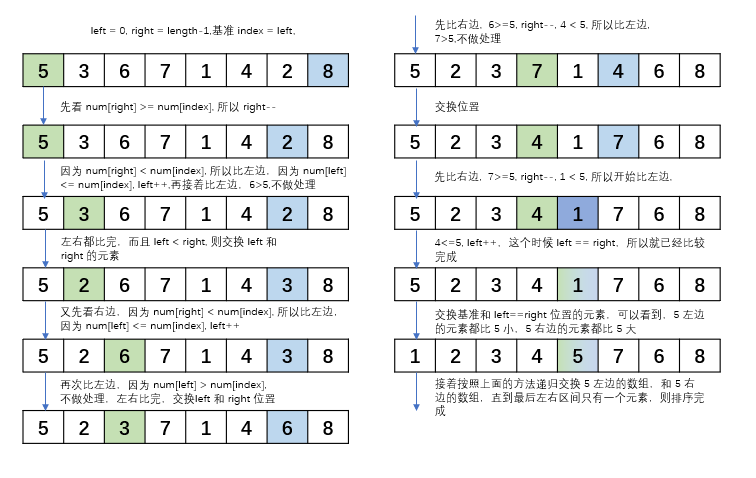 left = 0, right = length-1,基准 index = left,
5 3 6 7 1 4 2 8
先看 num[right] >= num[index], 所以 right--
5 3 6 7 1 4 2 8
因为 num[right] < num[index], 所以比左边，因为 num[left]
<= num[index], left++,再接着比左边，6>5,不做处理
5 3 6 7 1 4 2 8
左右都比完，而且 left < right, 则交换 left 和
right 的元素
5 2 6 7 1 4 3 8
又先看右边，因为 num[right] < num[index], 所以比左边，
因为 num[left] <= num[index], left++
5 2 6 7 1 4 3 8
再次比左边，因为 num[left] > num[index],
不做处理，左右比完，交换left 和 right 位置
5 2 3 7 1 4 6 8
先比右边，6>=5, right--, 4 < 5, 所以比左边，
7>5,不做处理
5 2 3 7 1 4 6 8
交换位置
5 2 3 4 1 7 6 8
先比右边，7>=5, right--, 1 < 5, 所以开始比左边，
5 2 3 4 1 7 6 8
4<=5, left++，这个时候 left == right，所以就已经比较
完成
5 2 3 4 1 7 6 8
交换基准和 left==right 位置的元素，可以看到，5 左边
的元素都比 5 小，5 右边的元素都比 5 大
1 2 3 4 5 7 6 8
接着按照上面的方法递归交换 5 左边的数组，和 5 右
边的数组，直到最后左右区间只有一个元素，则排序完
成